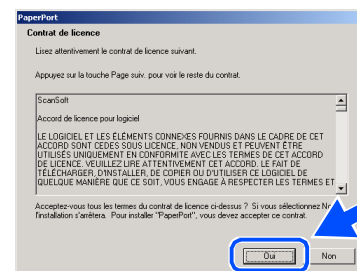 PaperPort
Contrat de licence
Lisez attentivement le contrat de licence suivant.
Appuyez sur la touche Page suiv. pour voir le reste du contrat.
ScanSoft
Accord de licence pour logiciel
LE LOGICIEL ET LES ÉLÉMENTS CONNEXES FOURNIS DANS LE CADRE DE CET
ACCORD SONT CEDES SOUS LICENCE, NON VENDUS ET PEUVENT ÊTRE
UTILISÉS UNIQUEMENT EN CONFORMITE AVEC LES TERMES DE CET ACCORD
DE LICENCE. VEUILLEZ LIRE ATTENTIVEMENT CET ACCORD. LE FAIT DE
TÉLÉCHARGER, D'INSTALLER, DE COPIER OU D'UTILISER CE LOGICIEL DE
QUELQUE MANIÈRE QUE CE SOIT, VOUS ENGAGE À RESPECTER LES TERMES ET
Acceptez-vous tous les termes du contrat de licence ci-dessus ? Si vous sélectionnez
l'installation s'arrêtera. Pour installer "PaperPort", vous devez accepter ce contrat.
Oui
Non